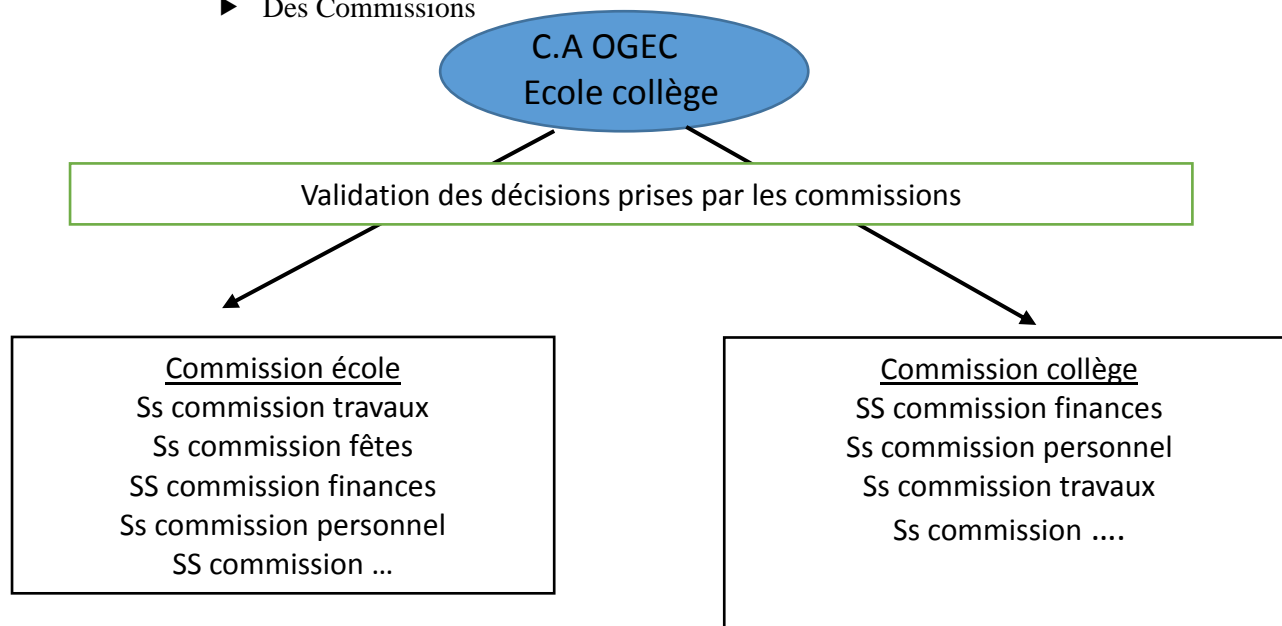 ► Des Commissions
C.A OGEC
Ecole collège
Validation des décisions prises par les commissions
Commission école
Ss commission travaux
Ss commission fêtes
SS commission finances
Ss commission personnel
SS commission ...
Commission collège
SS commission finances
Ss commission personnel
Ss commission travaux
Ss commission ....